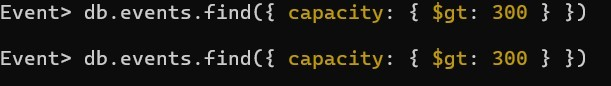 Event> db.events.find({ capacity: { $gt: 300 } })
Event> db.events.find({ capacity: { $gt: 300 } })